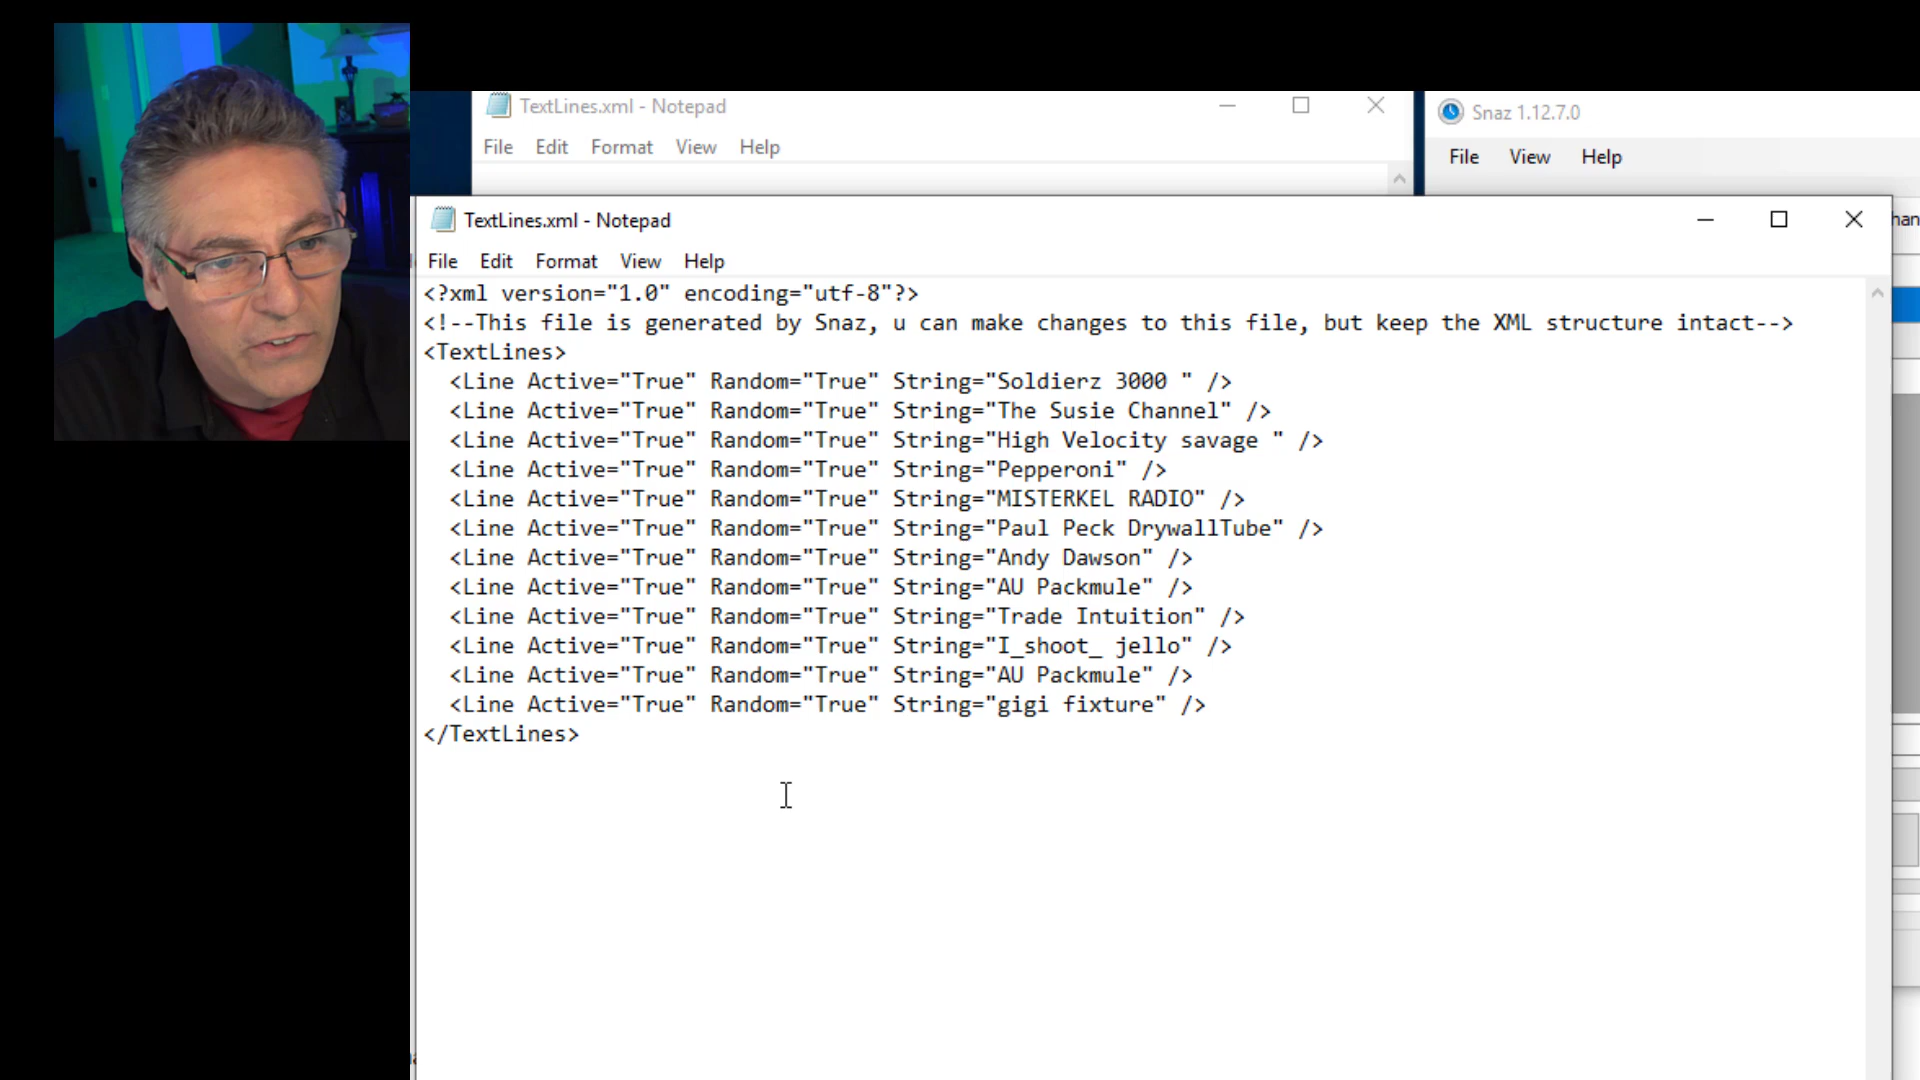 TextLines.xml - Notepad
File Edit Format View Help
Snaz 1.12.7.0
File View Help
TextLines.xml - Notepad
File Edit Format View Help
<?xml version="1.0" encoding="utf-8"?>
<!--This file is generated by Snaz, u can make changes to this file, but keep the XML structure intact-->
<TextLines>
<Line Active="True" Random="True" String="Soldierz 3000 " />
<Line Active="True" Random="True" String="The Susie Channel" />
<Line Active="True" Random="True" String="High Velocity savage " />
<Line Active="True" Random="True" String="Pepperoni" />
<Line Active="True" Random="True" String="MISTERKEL RADIO" />
<Line Active="True" Random="True" String="Paul Peck DrywallTube" />
<Line Active="True" Random="True" String="Andy Dawson" />
<Line Active="True" Random="True" String="AU Packmule" />
<Line Active="True" Random="True" String="Trade Intuition" />
<Line Active="True" Random="True" String="I_shoot_ jello" />
<Line Active="True" Random="True" String="AU Packmule" />
<Line Active="True" Random="True" String="gigi fixture" />
</TextLines>